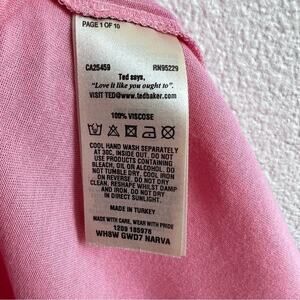 PAGE 1 OF 10
CA25459 RN95229
Ted says,
"Love it like you ought to".
VISIT TED@www.tedbaker.com
100% VISCOSE
COOL HAND WASH SEPARATELY
AT 30C, INSIDE OUT. DO NOT
USE PRODUCTS CONTAINING
BLEACH, OIL OR ALCOHOL. DO
NOT TUMBLE DRY. COOL IRON
ON REVERSE. DO NOT DRY
CLEAN. RESHAPE WHILST DAMP
AND IRON. DO NOT DRY
IN DIRECT SUNLIGHT.
MADE IN TURKEY
MADE WITH CARE, WEAR WITH PRIDE
1209 185976
WH8W GWD7 NARVA